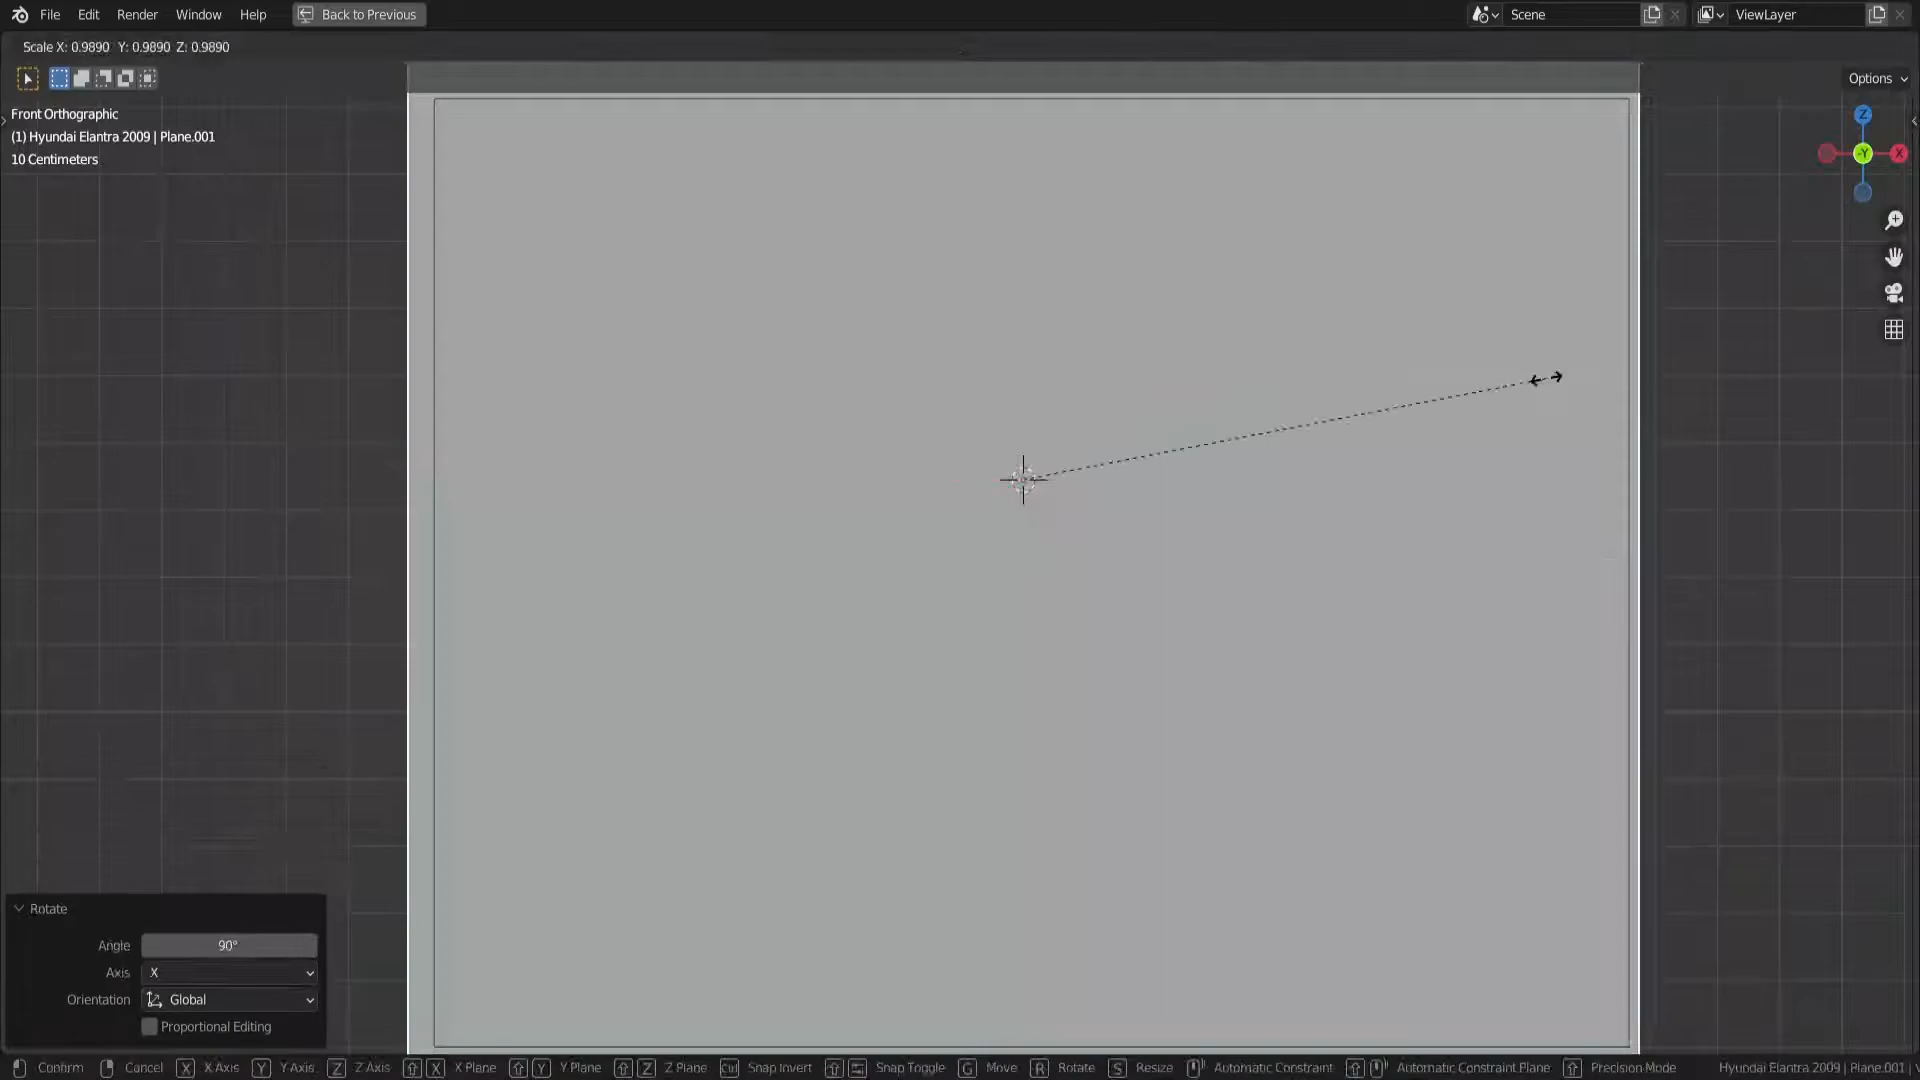 File Edit Render Window Help Back to Previous Scene ViewLayer
Scale X: 0.9890 Y: 0.9890 Z: 0.9890
Options
Front Orthographic
(1) Hyundai Elantra 2009 | Plane.001
10 Centimeters
Z
-Y
X
Rotate
Angle 90°
Axis X
Orientation Global
Proportional Editing
Confirm Cancel X X Axis Y Y Axis Z Z Axis X X Plane Y Y Plane Z Z Plane Ctrl Snap Invert Snap Toggle G Move R Rotate S Resize Automatic Constraint Automatic Constraint Plane Precision Mode Hyundai Elantra 2009 | Plane.001 |